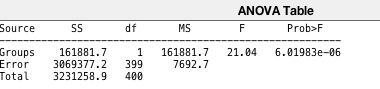 ANOVA Table
Source SS df MS F Prob>F
Groups 161881.7 1 161881.7 21.04 6.01983e-06
Error 3069377.2 399 7692.7
Total 3231258.9 400